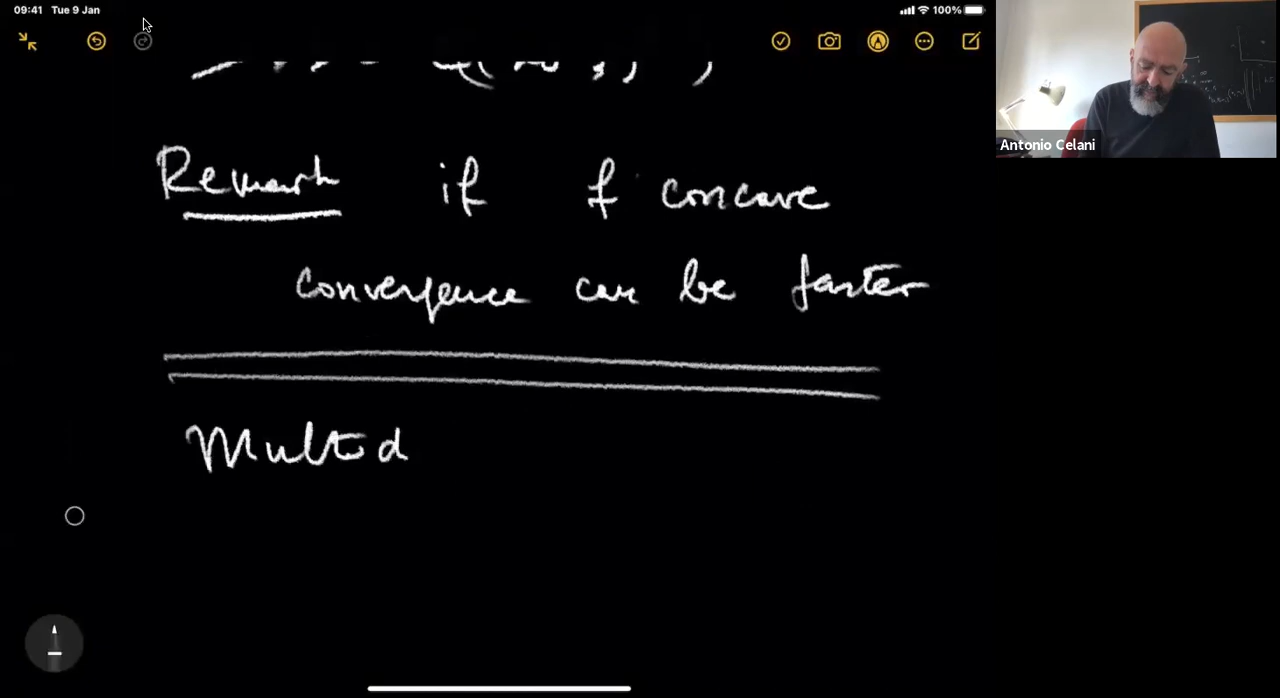 09:41 Tue 9 Jan 100%
Antonio Celani
Remark if f concave
convergence can be faster
Multid